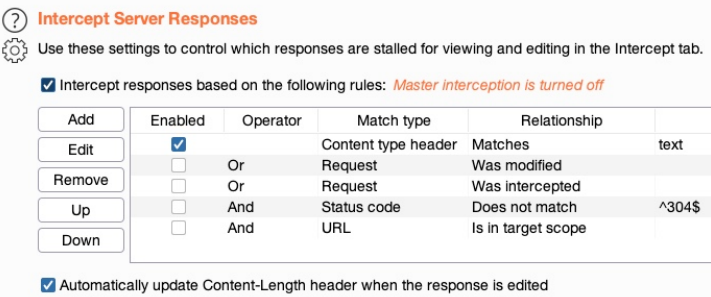 ? Intercept Server Responses
Use these settings to control which responses are stalled for viewing and editing in the Intercept tab.
Intercept responses based on the following rules: Master interception is turned off
Add Enabled Operator Match type Relationship
Edit Content type header Matches text
Remove Or Request Was modified
Or Request Was intercepted
Up And Status code Does not match ^304$
Down And URL Is in target scope
Automatically update Content-Length header when the response is edited